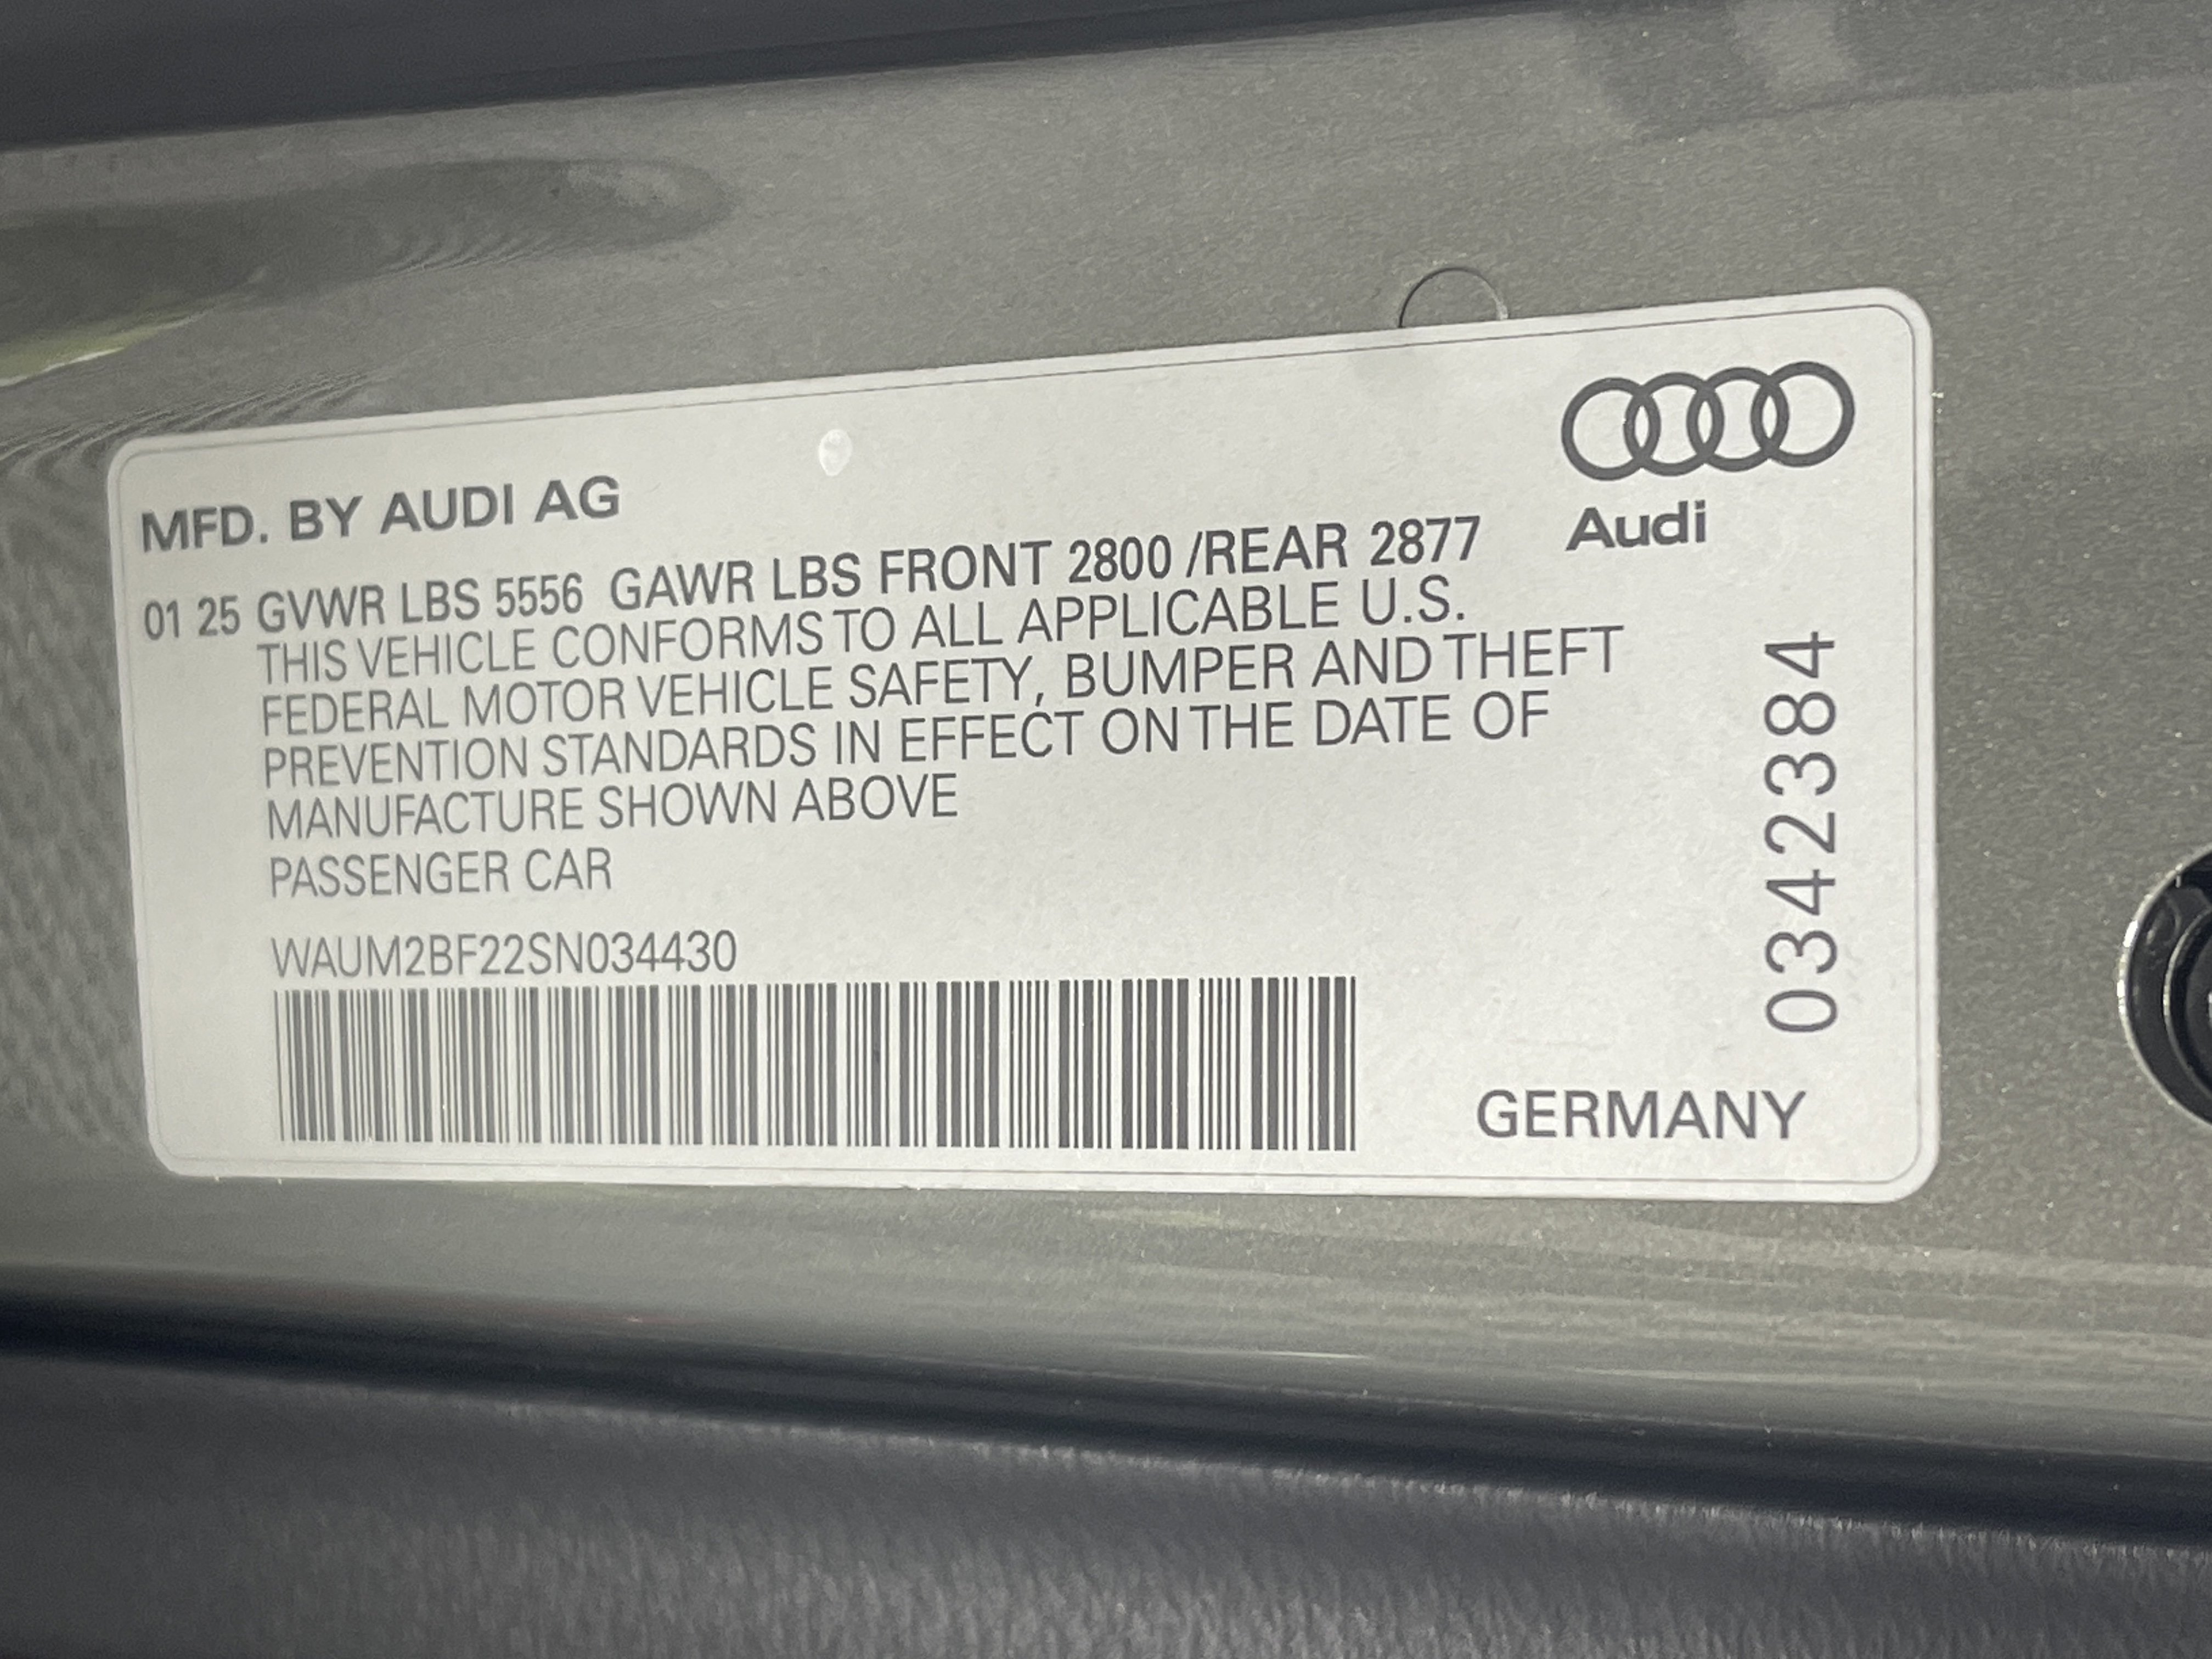 MFD. BY AUDI AG
Audi
01 25 GVWR LBS 5556 GAWR LBS FRONT 2800 /REAR 2877
THIS VEHICLE CONFORMS TO ALL APPLICABLE U.S.
FEDERAL MOTOR VEHICLE SAFETY, BUMPER AND THEFT
PREVENTION STANDARDS IN EFFECT ON THE DATE OF
MANUFACTURE SHOWN ABOVE
PASSENGER CAR
WAUM2BF22SN034430
0342384
GERMANY